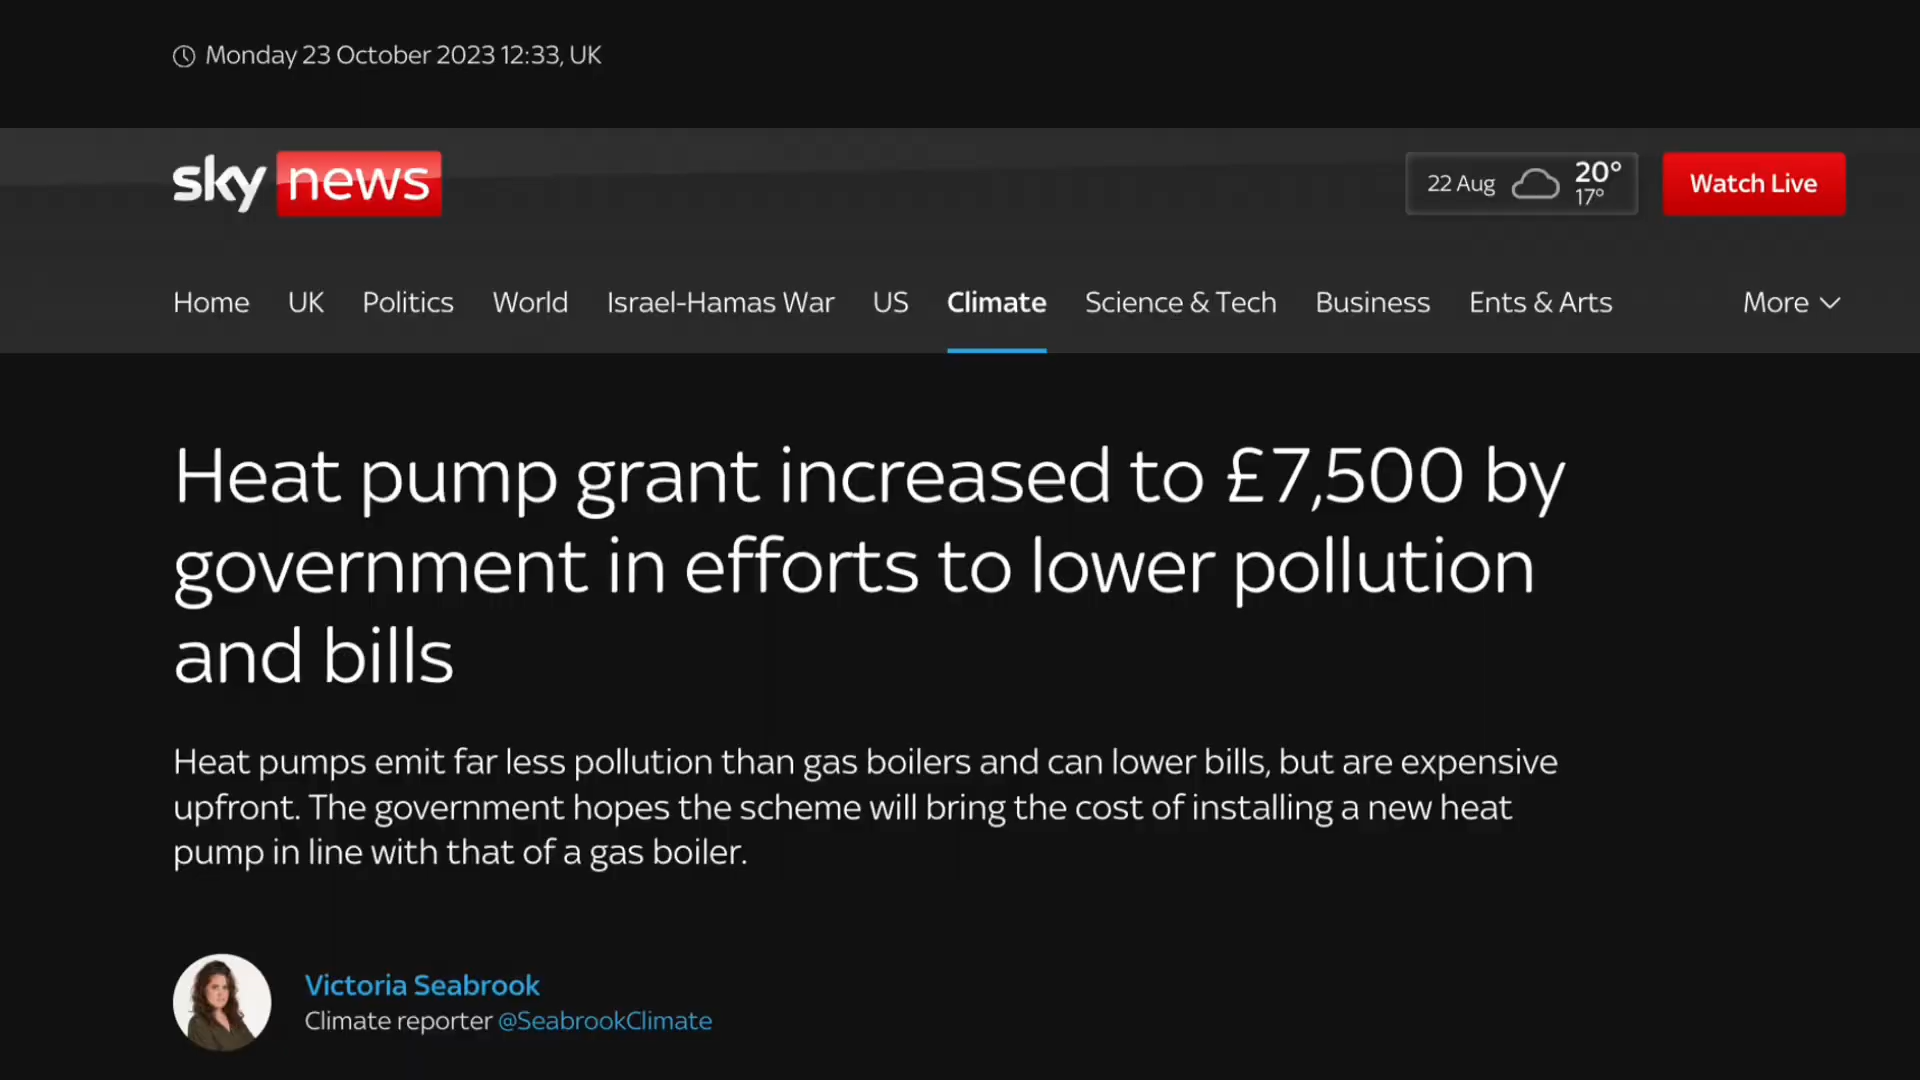 Monday 23 October 2023 12:33, UK
sky news
22 Aug 20° 17°
Watch Live
Home UK Politics World Israel-Hamas War US Climate Science & Tech Business Ents & Arts More
Heat pump grant increased to £7,500 by
government in efforts to lower pollution
and bills
Heat pumps emit far less pollution than gas boilers and can lower bills, but are expensive
upfront. The government hopes the scheme will bring the cost of installing a new heat
pump in line with that of a gas boiler.
Victoria Seabrook
Climate reporter @SeabrookClimate